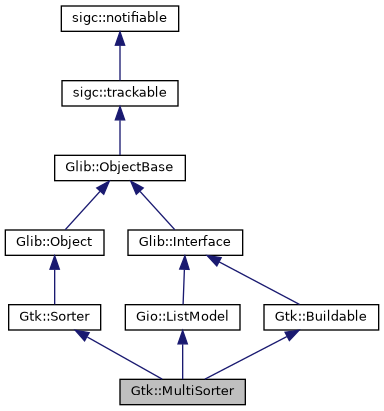 sigc::notifiable
sigc::trackable
Glib::ObjectBase
Glib::Object
Glib::Interface
Gtk::Sorter
Gio::ListModel
Gtk::Buildable
Gtk::MultiSorter